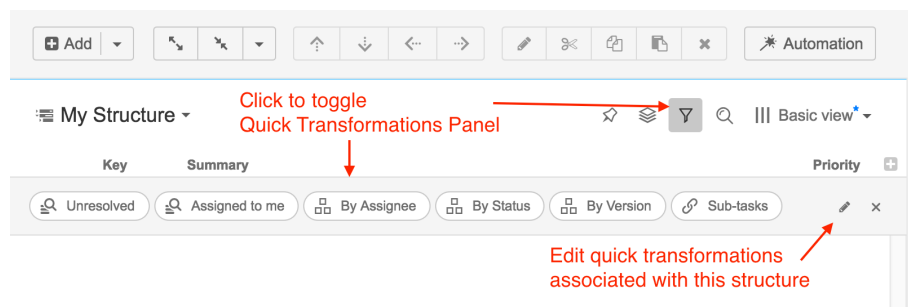 Add
Automation
Click to toggle
Quick Transformations Panel
My Structure
Basic view*
Key Summary Priority
Unresolved Assigned to me By Assignee By Status By Version Sub-tasks
Edit quick transformations
associated with this structure